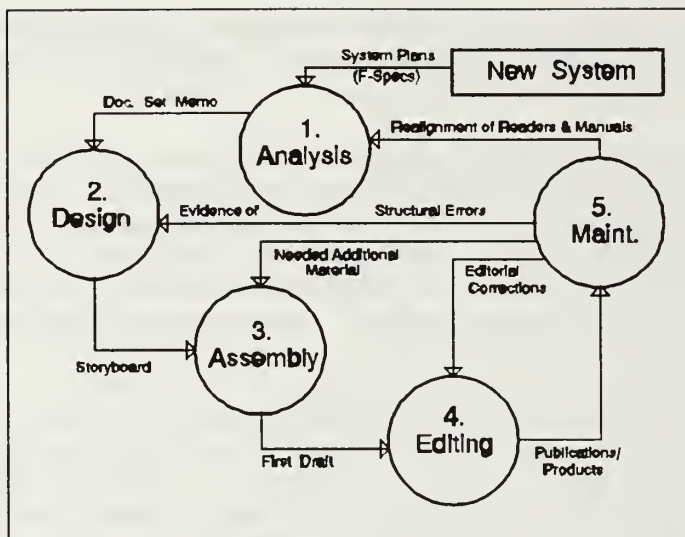 System Plans
(F-Specs)
New System
Doc. Set Memo
1.
Analysis
Realignment of Readers & Manuals
2.
Design
Evidence of Structural Errors
5.
Maint.
Needed Additional
Material
Editorial
Corrections
3.
Assembly
Storyboard
4.
Editing
First Draft
Publications/
Products